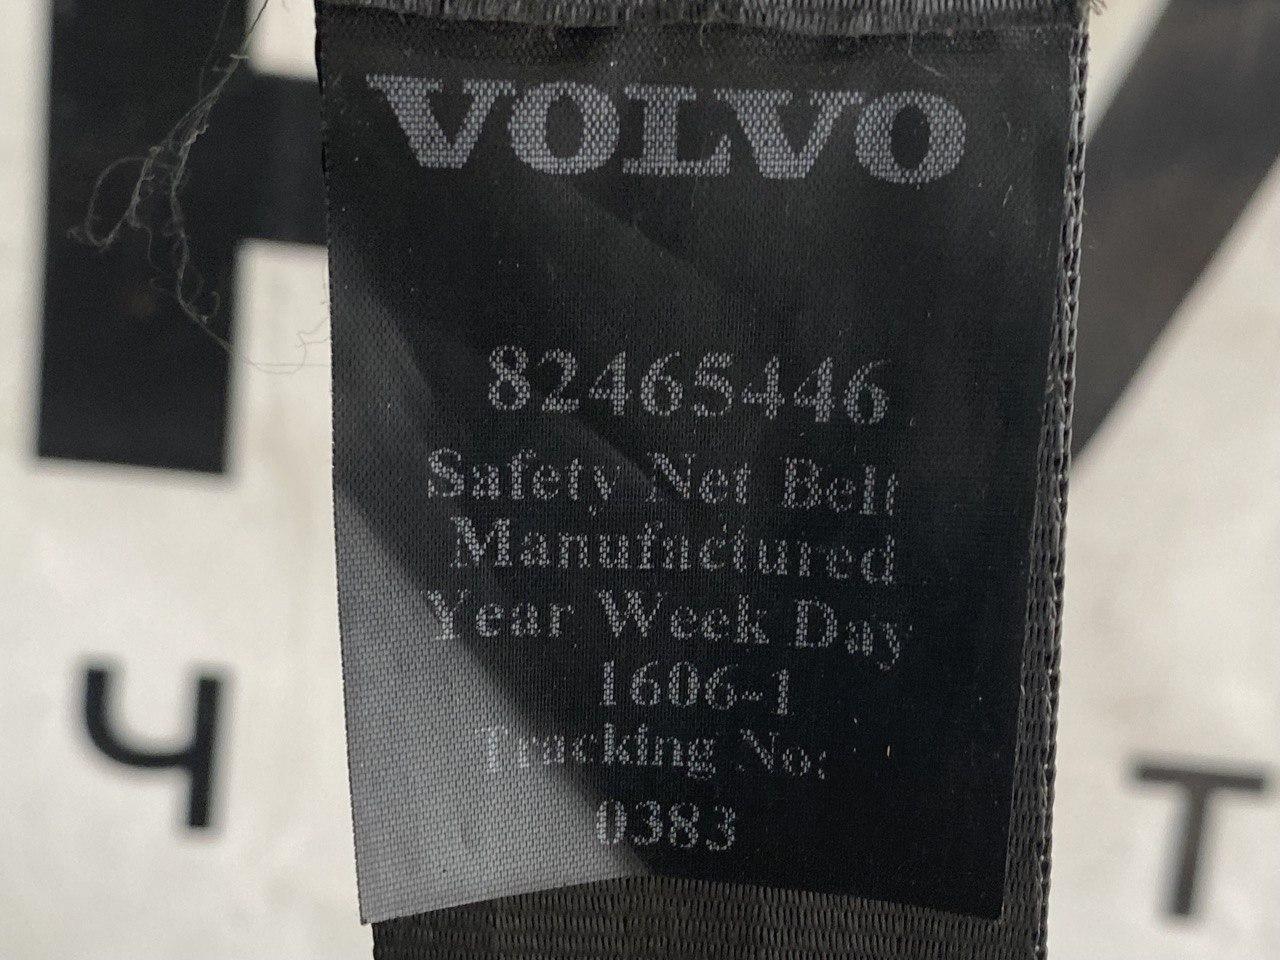 VOLVO
82465446
Safety Net Belt
Manufactured
Year Week Day
1606-1
Tracking No:
0383
Ч
Т